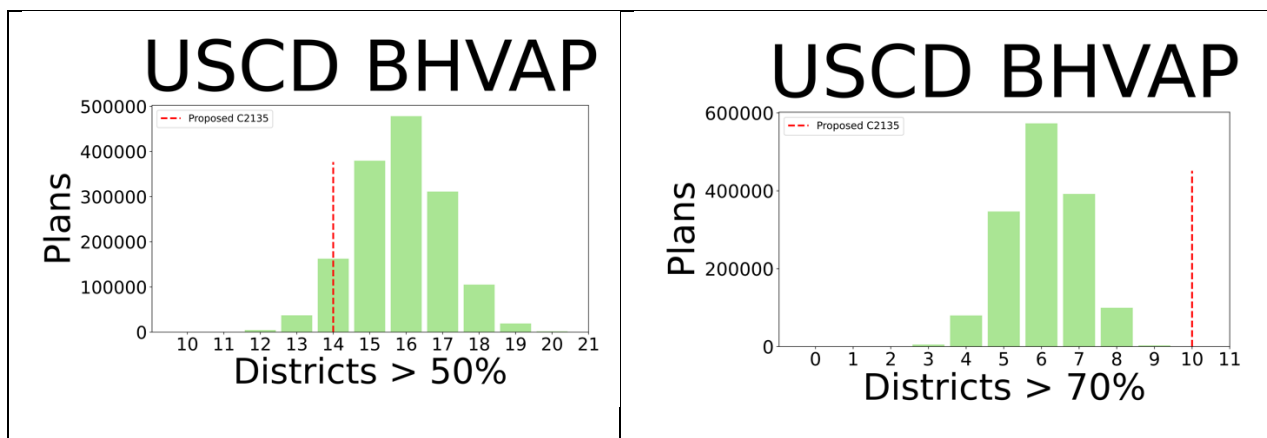 USCD BHVAP
500000
400000
300000
200000
100000
0
Plans
Proposed C2135
10 11 12 13 14 15 16 17 18 19 20 21
Districts > 50%
USCD BHVAP
600000
400000
200000
0
Plans
Proposed C2135
0 1 2 3 4 5 6 7 8 9 10 11
Districts > 70%